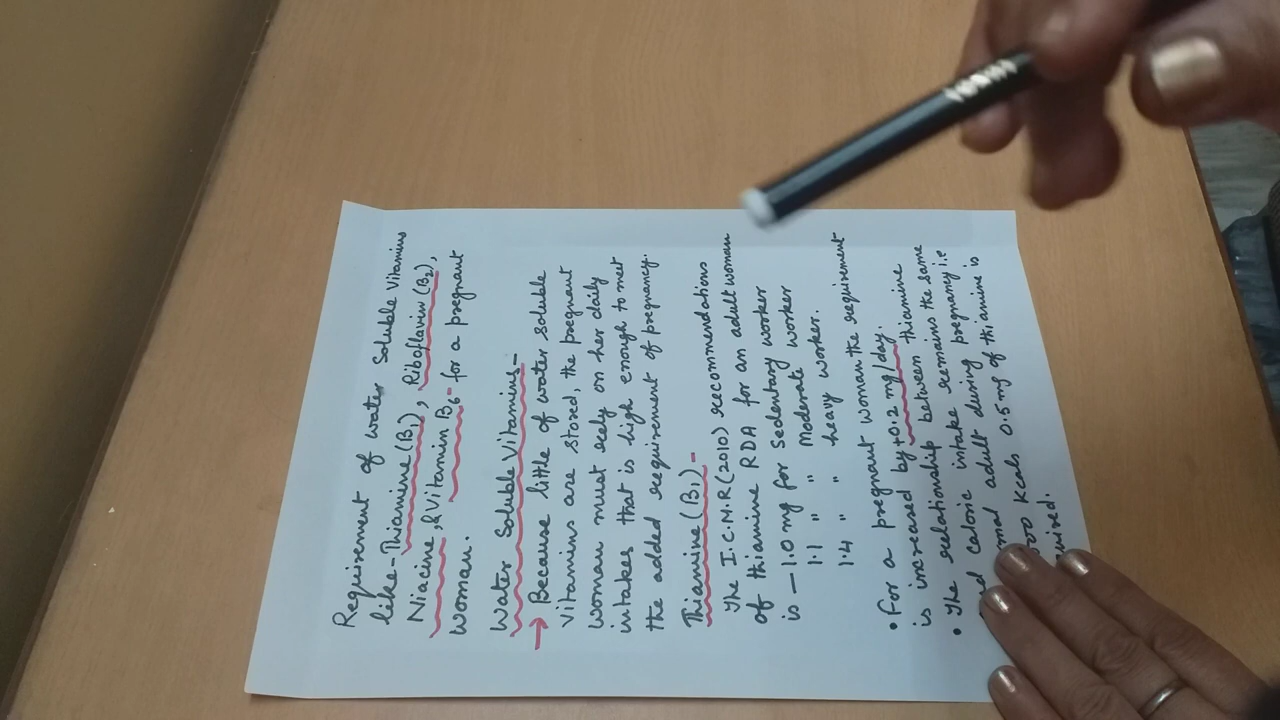 Requirement of water Soluble Vitamins
like-Thiamine(B1), Riboflavin(B2),
Niacine,&Vitamin B6- for a pregnant
woman.
Water Soluble Vitamins-
→ Because little of water soluble
Vitamins are stored, the pregnant
woman must rely on her daily
intakes that is high enough to meet
the added requirement of pregnancy.
Thiamine(B1)-
The I.C.M.R(2010) recommendations
of thiamine RDA for an adult woman
is - 1.0 mg for Sedentary worker
1.1 " " Moderate worker
1.4 " " heavy worker.
• For a pregnant woman the requirement
is increased by +0.2 mg/day.
• The relationship between thiamine
and calorie intake remains the same
adult during pregnancy i.e
Kcals 0.5mg of thiamine is